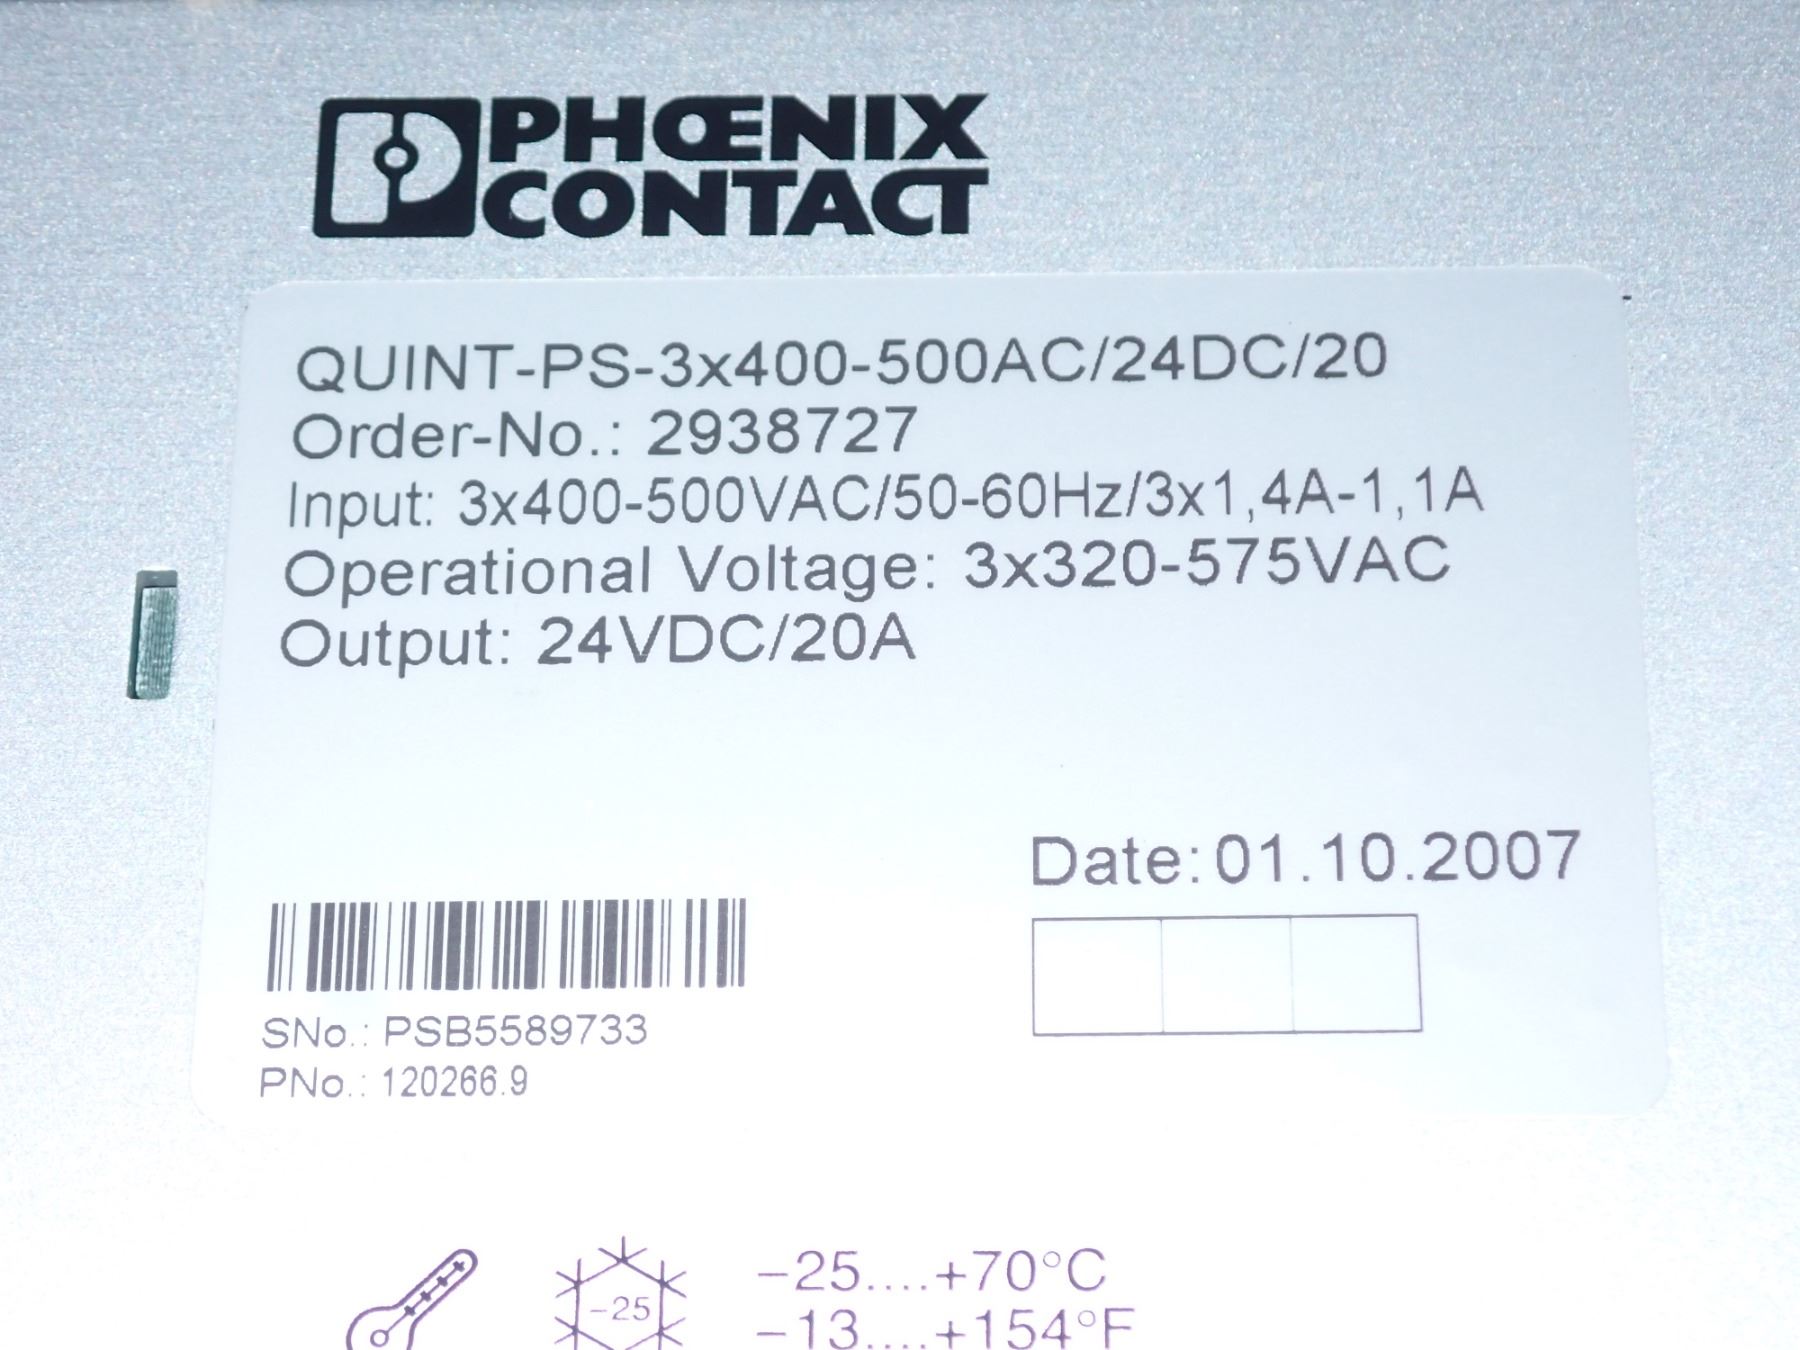 PHŒNIX
CONTACT
QUINT-PS-3x400-500AC/24DC/20
Order-No.: 2938727
Input: 3x400-500VAC/50-60Hz/3x1,4A-1,1A
Operational Voltage: 3x320-575VAC
Output: 24VDC/20A
Date: 01.10.2007
SNo.: PSB5589733
PNo.: 120266.9
-25....+70°C
-25
-13....+154°F